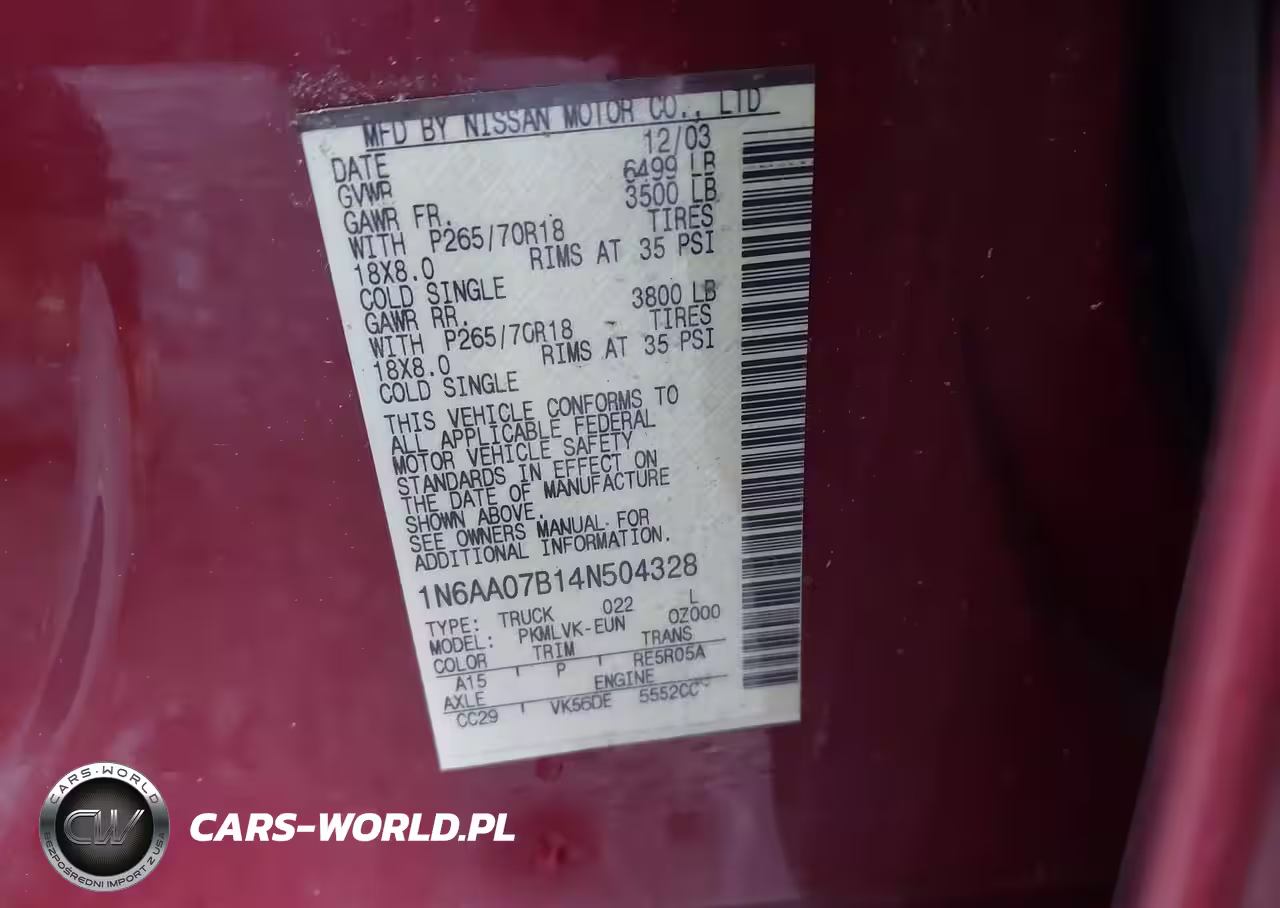 MFD BY NISSAN MOTOR CO., LTD
DATE 12/03
GVWR 6499 LB
GAWR FR. 3500 LB
WITH P265/70R18 TIRES
18X8.0 RIMS AT 35 PSI
COLD SINGLE
GAWR RR. 3800 LB
WITH P265/70R18 TIRES
18X8.0 RIMS AT 35 PSI
COLD SINGLE
THIS VEHICLE CONFORMS TO
ALL APPLICABLE FEDERAL
MOTOR VEHICLE SAFETY
STANDARDS IN EFFECT ON
THE DATE OF MANUFACTURE
SHOWN ABOVE.
SEE OWNERS MANUAL FOR
ADDITIONAL INFORMATION.
1N6AA07B14N504328
TYPE: TRUCK 022 L
MODEL: PKMLVK-EUN OZ000
COLOR TRIM TRANS
A15 P RE5R05A
AXLE ENGINE
CC29 VK56DE 5552CC
CARS-WORLD
CW
BEZPOŚREDNI IMPORT Z USA
CARS-WORLD.PL